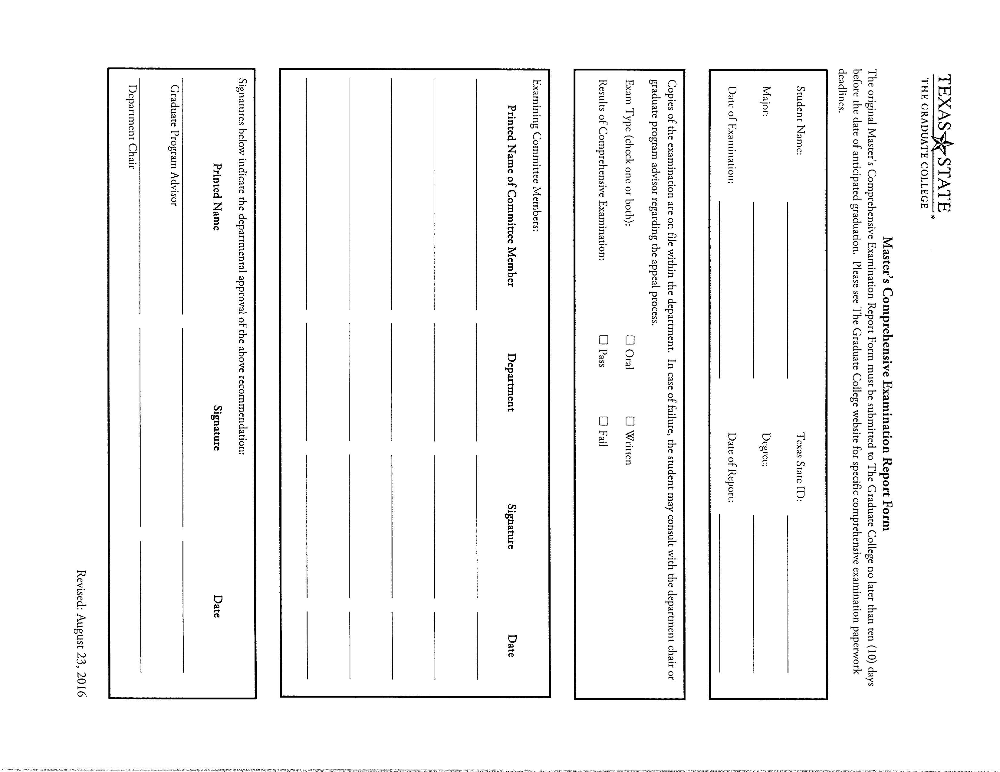 TEXAS STATE®
THE GRADUATE COLLEGE
Master's Comprehensive Examination Report Form
The original Master's Comprehensive Examination Report Form must be submitted to The Graduate College no later than ten (10) days
before the date of anticipated graduation. Please see The Graduate College website for specific comprehensive examination paperwork
deadlines.
Student Name: Texas State ID:
Major: Degree:
Date of Examination: Date of Report:
Copies of the examination are on file within the department. In case of failure, the student may consult with the department chair or
graduate program advisor regarding the appeal process.
Exam Type (check one or both): ☐ Oral ☐ Written
Results of Comprehensive Examination: ☐ Pass ☐ Fail
Examining Committee Members:
Printed Name of Committee Member Department Signature Date
Signatures below indicate the departmental approval of the above recommendation:
Printed Name Signature Date
Graduate Program Advisor
Department Chair
Revised: August 23, 2016